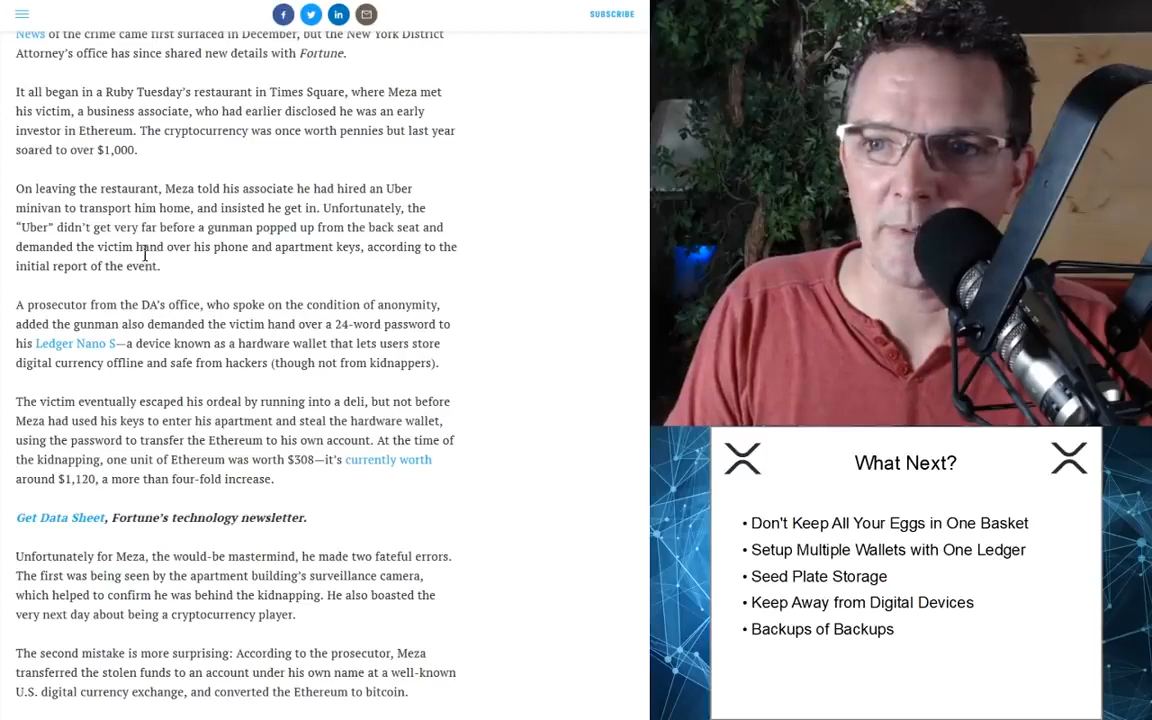 SUBSCRIBE
News of the crime came first surfaced in December, but the New York District
Attorney's office has since shared new details with Fortune.
It all began in a Ruby Tuesday's restaurant in Times Square, where Meza met
his victim, a business associate, who had earlier disclosed he was an early
investor in Ethereum. The cryptocurrency was once worth pennies but last year
soared to over $1,000.
On leaving the restaurant, Meza told his associate he had hired an Uber
minivan to transport him home, and insisted he get in. Unfortunately, the
“Uber” didn't get very far before a gunman popped up from the back seat and
demanded the victim hand over his phone and apartment keys, according to the
initial report of the event.
A prosecutor from the DA's office, who spoke on the condition of anonymity,
added the gunman also demanded the victim hand over a 24-word password to
his Ledger Nano S—a device known as a hardware wallet that lets users store
digital currency offline and safe from hackers (though not from kidnappers).
The victim eventually escaped his ordeal by running into a deli, but not before
Meza had used his keys to enter his apartment and steal the hardware wallet,
using the password to transfer the Ethereum to his own account. At the time of
the kidnapping, one unit of Ethereum was worth $308—it's currently worth
around $1,120, a more than four-fold increase.
Get Data Sheet, Fortune's technology newsletter.
Unfortunately for Meza, the would-be mastermind, he made two fateful errors.
The first was being seen by the apartment building's surveillance camera,
which helped to confirm he was behind the kidnapping. He also boasted the
very next day about being a cryptocurrency player.
The second mistake is more surprising: According to the prosecutor, Meza
transferred the stolen funds to an account under his own name at a well-known
U.S. digital currency exchange, and converted the Ethereum to bitcoin.
What Next?
• Don't Keep All Your Eggs in One Basket
• Setup Multiple Wallets with One Ledger
• Seed Plate Storage
• Keep Away from Digital Devices
• Backups of Backups